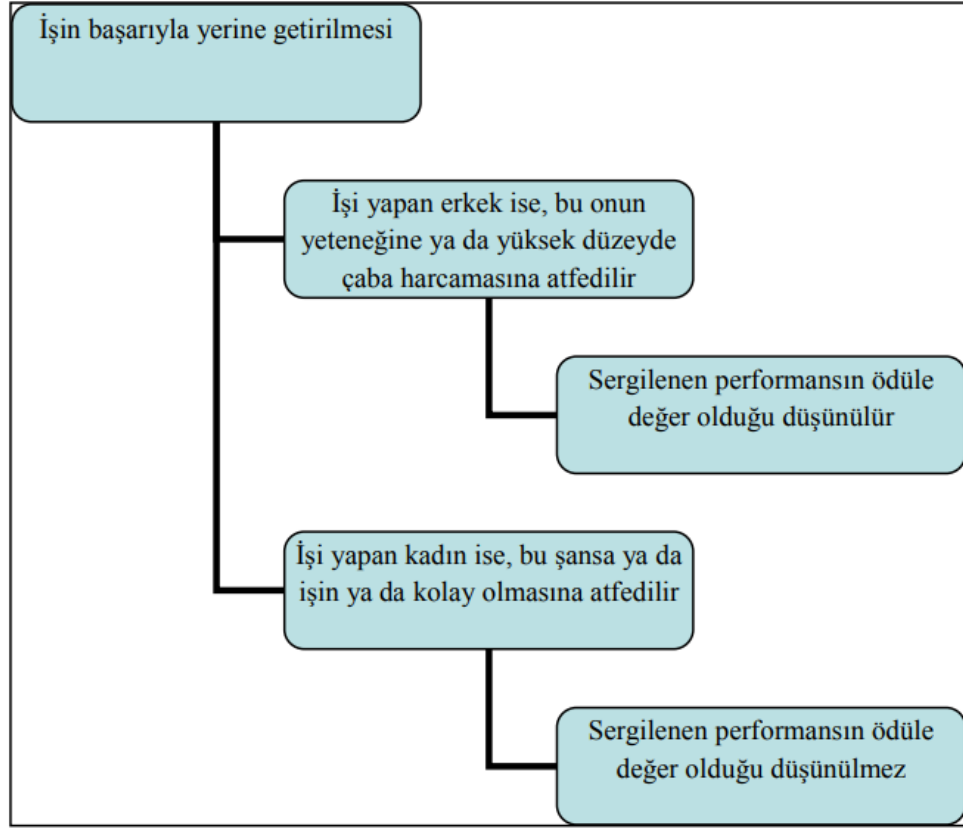 İşin başarıyla yerine getirilmesi
İşi yapan erkek ise, bu onun
yeteneğine ya da yüksek düzeyde
çaba harcamasına atfedilir
Sergilenen performansın ödüle
değer olduğu düşünülür
İşi yapan kadın ise, bu şansa ya da
işin ya da kolay olmasına atfedilir
Sergilenen performansın ödüle
değer olduğu düşünülmez